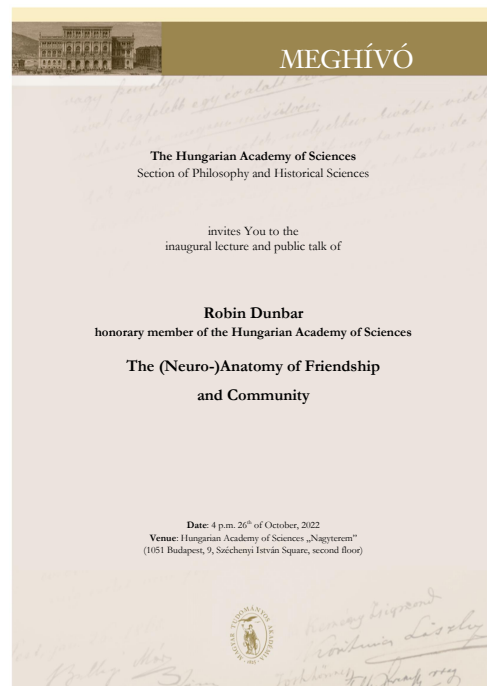 MEGHÍVÓ
The Hungarian Academy of Sciences
Section of Philosophy and Historical Sciences
invites You to the
inaugural lecture and public talk of
Robin Dunbar
honorary member of the Hungarian Academy of Sciences
The (Neuro-)Anatomy of Friendship
and Community
Date: 4 p.m. 26th of October, 2022
Venue: Hungarian Academy of Sciences „Nagyterem”
(1051 Budapest, 9, Széchenyi István Square, second floor)
MAGYAR TUDOMÁNYOS AKADÉMIA